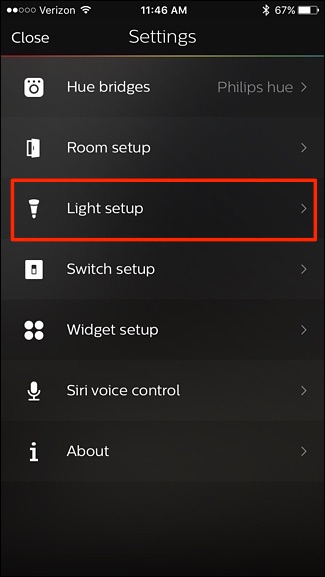 Verizon 11:46 AM 67%
Close Settings
Hue bridges Philips hue
Room setup
Light setup
Switch setup
Widget setup
Siri voice control
About